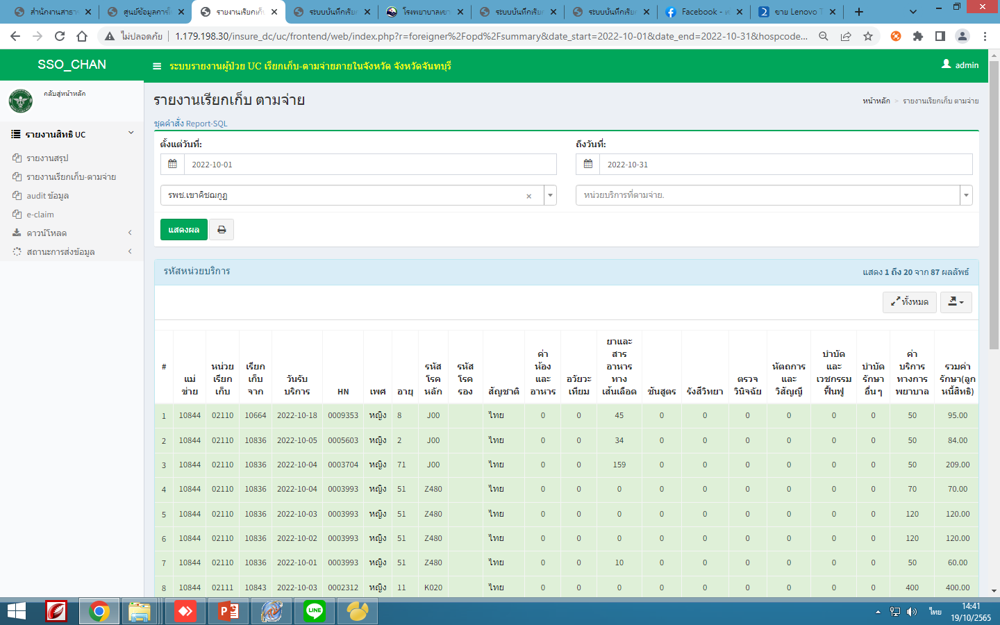 สำนักงานสาธาร
ศูนย์ข้อมูลการเ
รายงานเรียกเก็บ
ระบบบันทึกเรีย
โรงพยาบาลเขา
ระบบบันทึกเรีย
ระบบบันทึกเรีย
Facebook
ขาย Lenovo T
ไม่ปลอดภัย
1.179.198.30/insure_dc/uc/frontend/web/index.php?r=foreigner%2Fopd%2Fsummary&date_start=2022-10-01&date_end=2022-10-31&hospcode...
SSO_CHAN
ระบบรายงานผู้ป่วย UC เรียกเก็บ-ตามจ่ายภายในจังหวัด จังหวัดจันทบุรี
admin
กลับสู่หน้าหลัก
รายงานสิทธิ UC
รายงานสรุป
รายงานเรียกเก็บ-ตามจ่าย
audit ข้อมูล
e-claim
ดาวน์โหลด
สถานะการส่งข้อมูล
รายงานเรียกเก็บ ตามจ่าย
หน้าหลัก > รายงานเรียกเก็บ ตามจ่าย
ชุดคำสั่ง Report-SQL
ตั้งแต่วันที่:
ถึงวันที่:
2022-10-01
2022-10-31
รพช.เขาคิชฌกูฏ ×
หน่วยบริการที่ตามจ่าย.
แสดงผล
รหัสหน่วยบริการ
แสดง 1 ถึง 20 จาก 87 ผลลัพธ์
ทั้งหมด
# แม่ข่าย หน่วยเรียกเก็บ เรียกเก็บจาก วันรับบริการ HN เพศ อายุ รหัสโรคหลัก รหัสโรครอง สัญชาติ ค่าห้องและอาหาร อวัยวะเทียม ยาและสารอาหารทางเส้นเลือด ชันสูตร รังสีวิทยา ตรวจวินิจฉัย หัตถการและวิสัญญี บำบัดและเวชกรรมฟื้นฟู บำบัดรักษาอื่นๆ ค่าบริการทางการพยาบาล รวมค่ารักษา(ลูกหนี้สิทธิ)
1 10844 02110 10664 2022-10-18 0009353 หญิง 8 J00 ไทย 0 0 45 0 0 0 0 0 0 50 95.00
2 10844 02110 10836 2022-10-05 0005603 หญิง 2 J00 ไทย 0 0 34 0 0 0 0 0 0 50 84.00
3 10844 02110 10836 2022-10-04 0003704 หญิง 71 J00 ไทย 0 0 159 0 0 0 0 0 0 50 209.00
4 10844 02110 10836 2022-10-04 0003993 หญิง 51 Z480 ไทย 0 0 0 0 0 0 0 0 0 70 70.00
5 10844 02110 10836 2022-10-03 0003993 หญิง 51 Z480 ไทย 0 0 0 0 0 0 0 0 0 120 120.00
6 10844 02110 10836 2022-10-02 0003993 หญิง 51 Z480 ไทย 0 0 0 0 0 0 0 0 0 120 120.00
7 10844 02110 10836 2022-10-01 0003993 หญิง 51 Z480 ไทย 0 0 10 0 0 0 0 0 0 50 60.00
8 10844 02111 10843 2022-10-03 0002312 หญิง 11 K020 ไทย 0 0 0 0 0 0 0 0 0 400 400.00
LINE
ไทย
14:41
19/10/2565